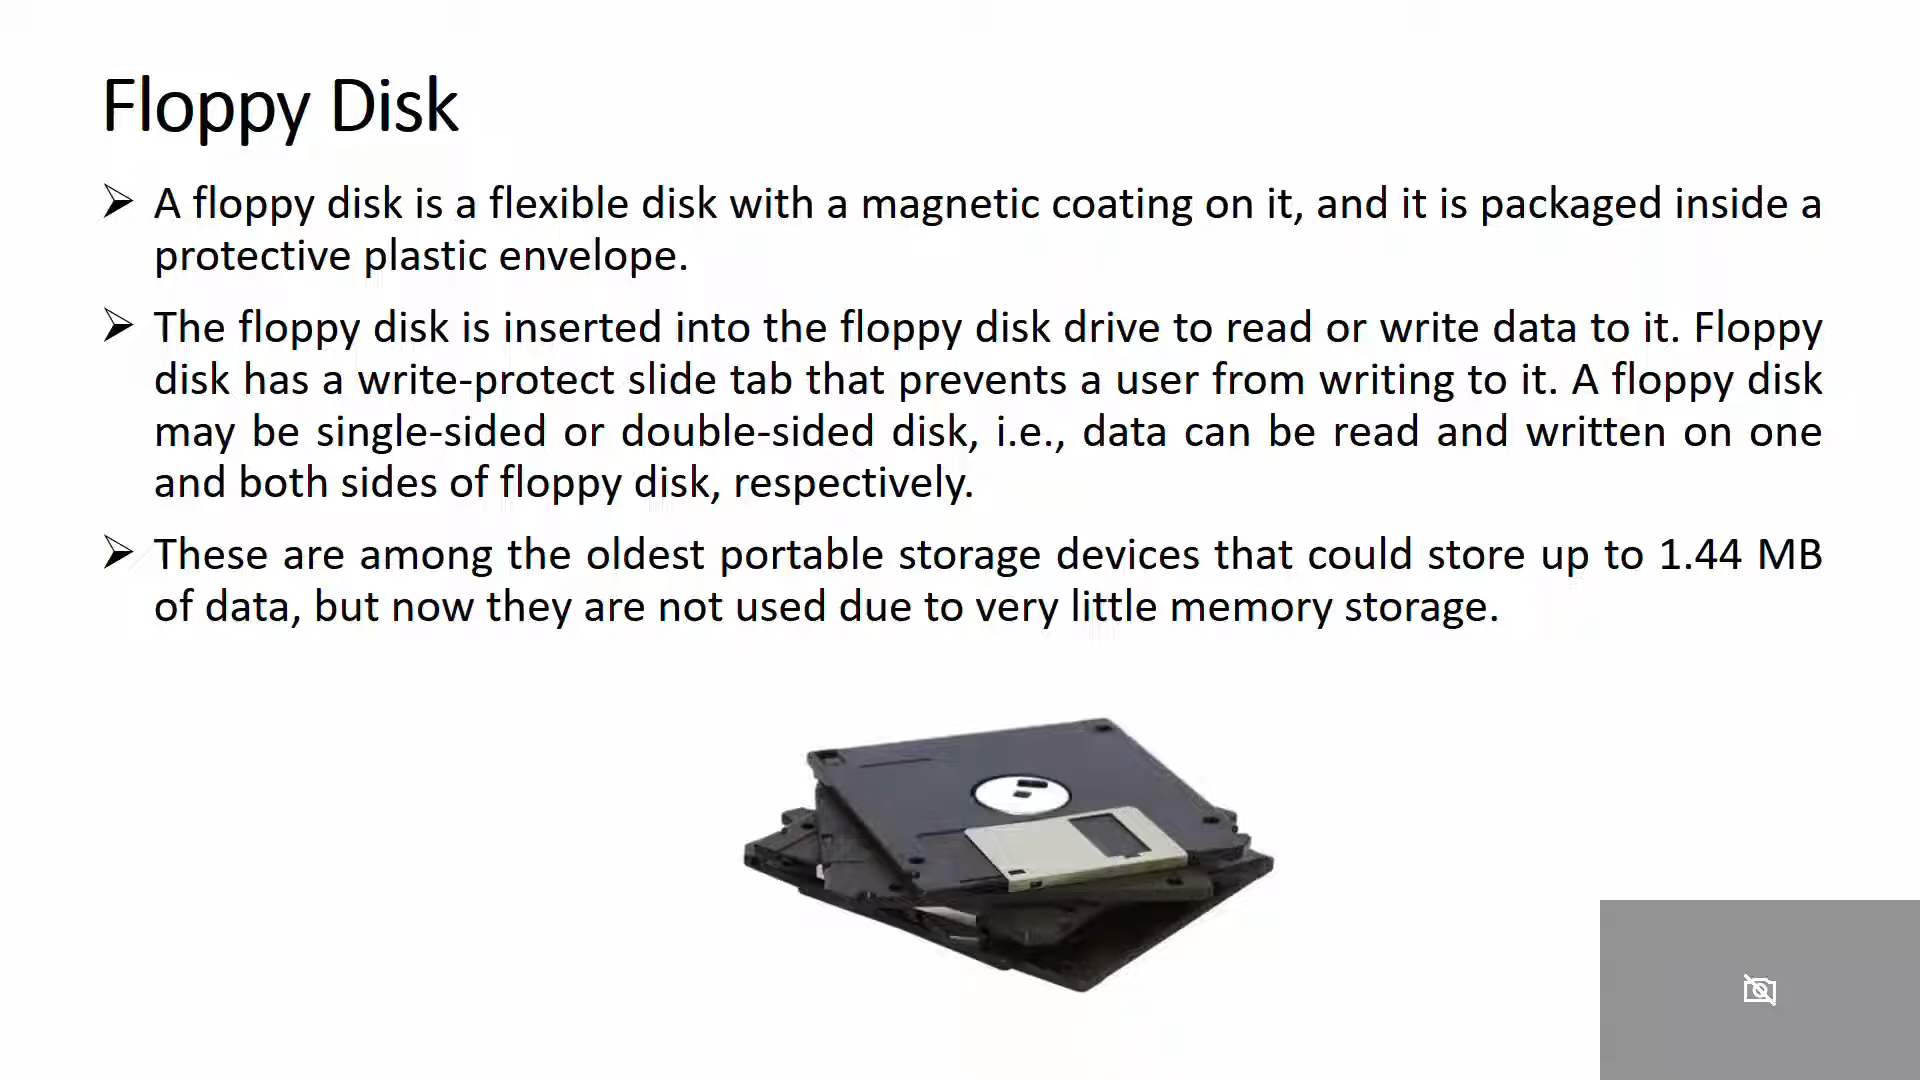 Floppy Disk
A floppy disk is a flexible disk with a magnetic coating on it, and it is packaged inside a
protective plastic envelope.
The floppy disk is inserted into the floppy disk drive to read or write data to it. Floppy
disk has a write-protect slide tab that prevents a user from writing to it. A floppy disk
may be single-sided or double-sided disk, i.e., data can be read and written on one
and both sides of floppy disk, respectively.
These are among the oldest portable storage devices that could store up to 1.44 MB
of data, but now they are not used due to very little memory storage.